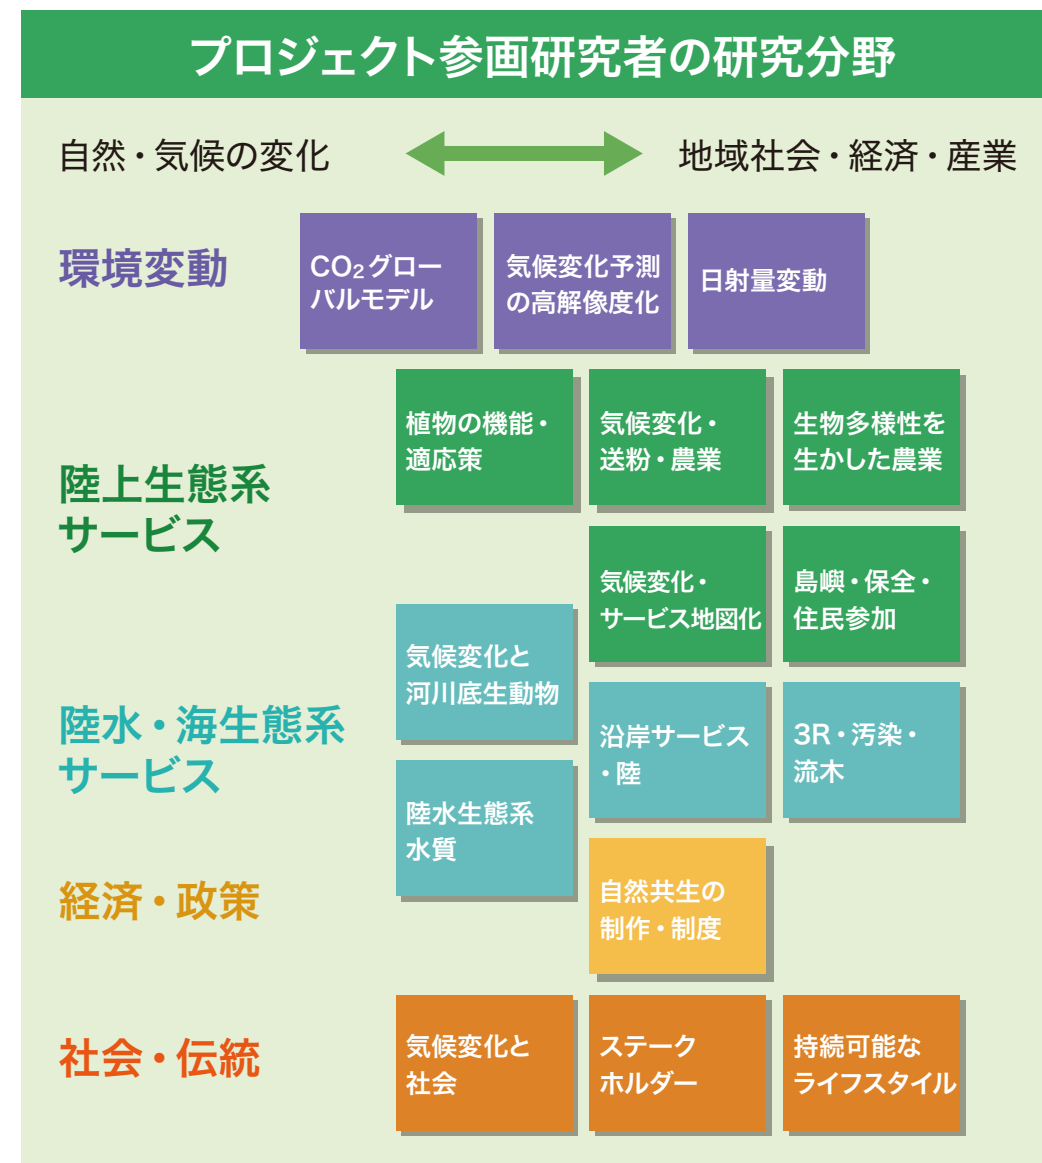 プロジェクト参画研究者の研究分野
自然・気候の変化
地域社会・経済・産業
環境変動
CO₂グロー
バルモデル
気候変化予測
の高解像度化
日射量変動
陸上生態系
サービス
植物の機能・
適応策
気候変化・
送粉・農業
生物多様性を
生かした農業
気候変化・
サービス地図化
島嶼・保全・
住民参加
陸水・海生態系
サービス
気候変化と
河川底生動物
沿岸サービス
・陸
3R・汚染・
流木
陸水生態系
水質
経済・政策
自然共生の
制作・制度
社会・伝統
気候変化と
社会
ステーク
ホルダー
持続可能な
ライフスタイル